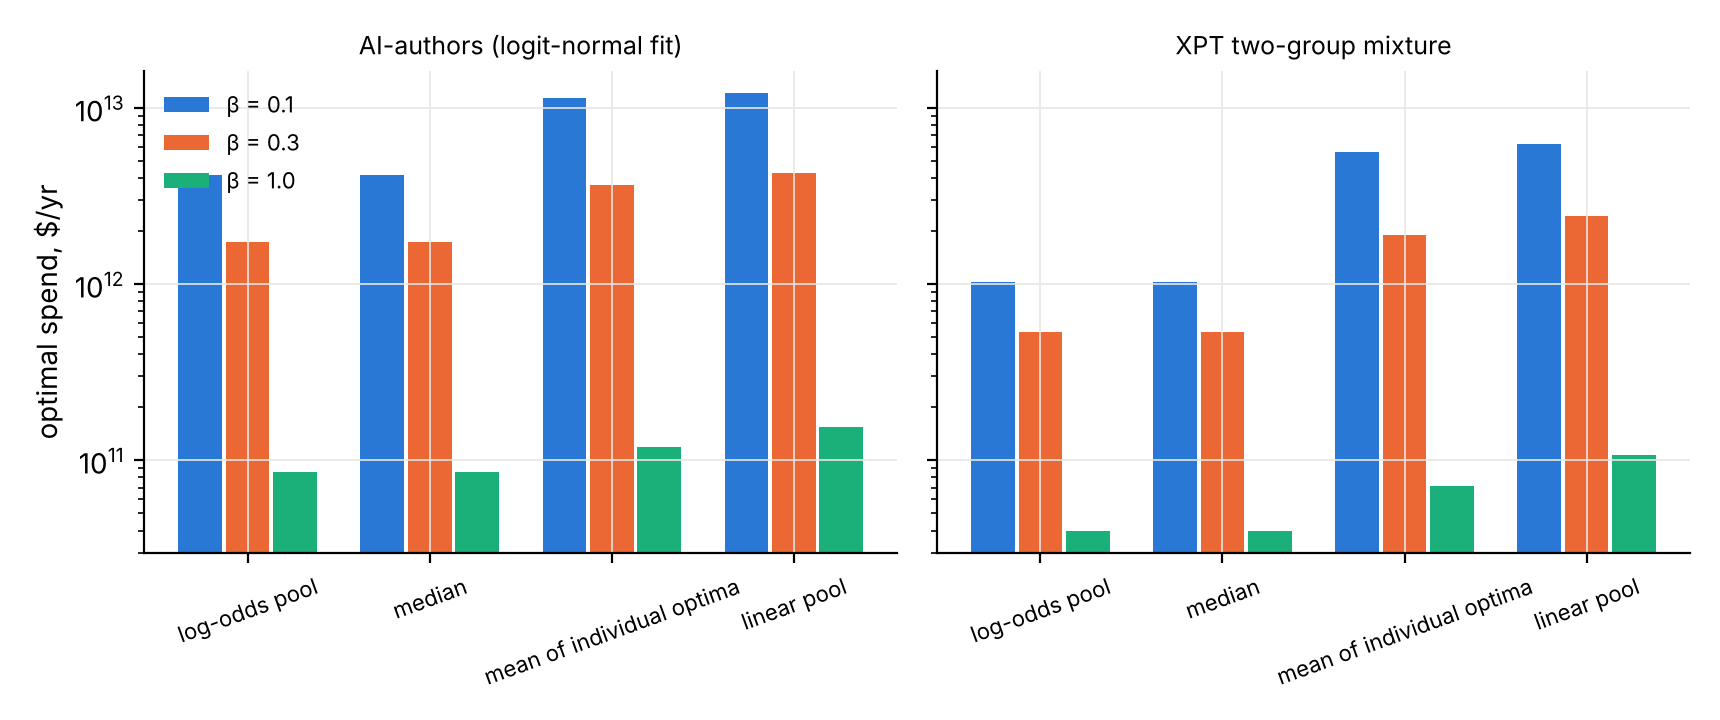 AI-authors (logit-normal fit)
XPT two-group mixture
optimal spend, $/yr
10¹³
10¹²
10¹¹
β = 0.1
β = 0.3
β = 1.0
log-odds pool
median
mean of individual optima
linear pool
log-odds pool
median
mean of individual optima
linear pool